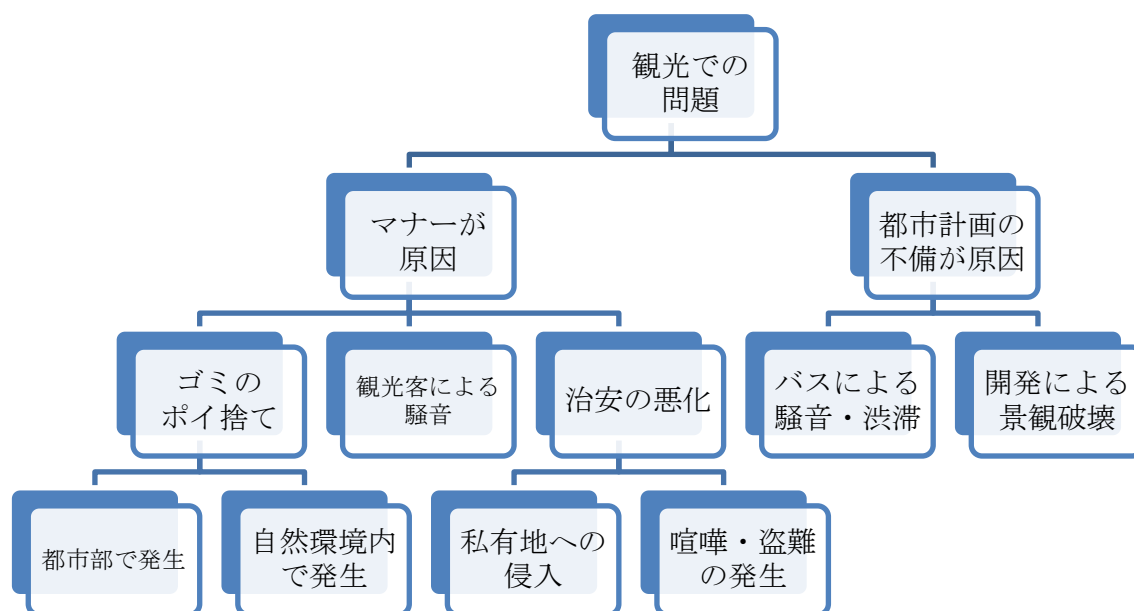 観光での
問題
マナーが
原因
都市計画の
不備が原因
ゴミの
ポイ捨て
観光客による
騒音
治安の悪化
バスによる
騒音・渋滞
開発による
景観破壊
都市部で発生
自然環境内
で発生
私有地への
侵入
喧嘩・盗難
の発生